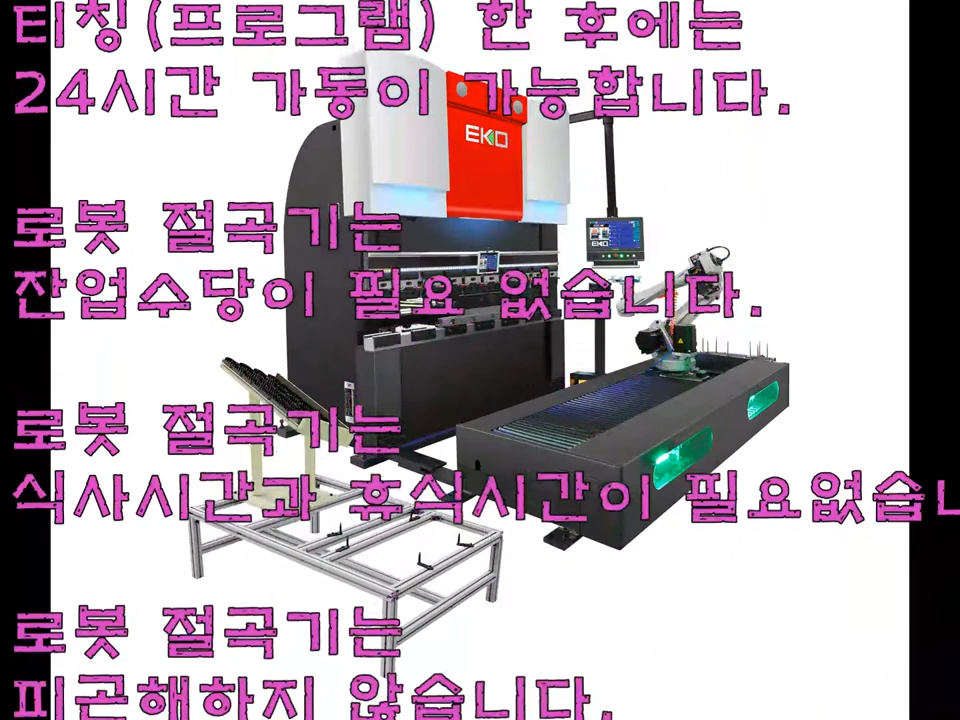 티칭(프로그램) 한 후에는
24시간 가동이 가능합니다.
EKO
로봇 절곡기는
EKO
잔업수당이 필요 없습니다.
로봇 절곡기는
식사시간과 휴식시간이 필요없습니
로봇 절곡기는
피곤해하지 않습니다.